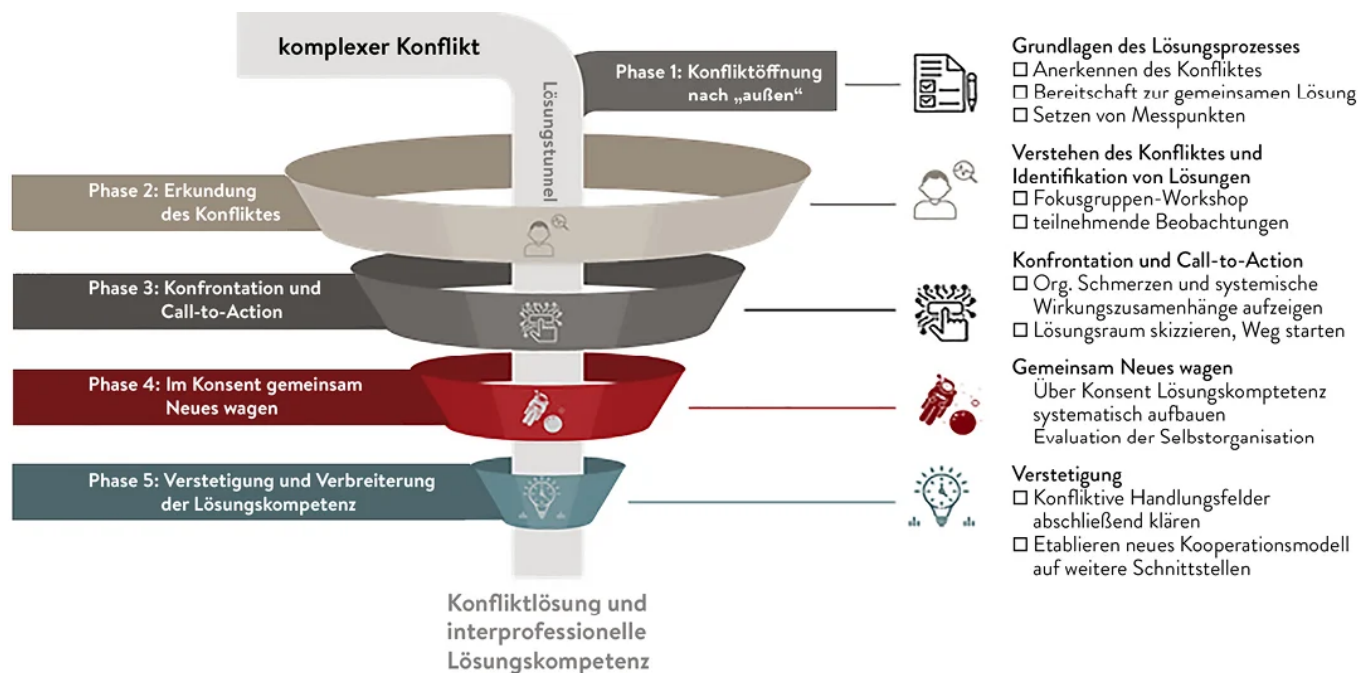 komplexer Konflikt
Lösungstunnel
Phase 1: Konfliktöffnung
nach „außen“
Grundlagen des Lösungsprozesses
☐ Anerkennen des Konfliktes
☐ Bereitschaft zur gemeinsamen Lösung
☐ Setzen von Messpunkten
Phase 2: Erkundung
des Konfliktes
Verstehen des Konfliktes und
Identifikation von Lösungen
☐ Fokusgruppen-Workshop
☐ teilnehmende Beobachtungen
Phase 3: Konfrontation und
Call-to-Action
Konfrontation und Call-to-Action
☐ Org. Schmerzen und systemische
Wirkungszusamenhänge aufzeigen
☐ Lösungsraum skizzieren, Weg starten
Phase 4: Im Konsent gemeinsam
Neues wagen
Gemeinsam Neues wagen
Über Konsent Lösungskomptetenz
systematisch aufbauen
Evaluation der Selbstorganisation
Phase 5: Verstetigung und Verbreiterung
der Lösungskompetenz
Verstetigung
☐ Konfliktive Handlungsfelder
abschließend klären
☐ Etablieren neues Kooperationsmodell
auf weitere Schnittstellen
Konfliktlösung und
interprofessionelle
Lösungskompetenz